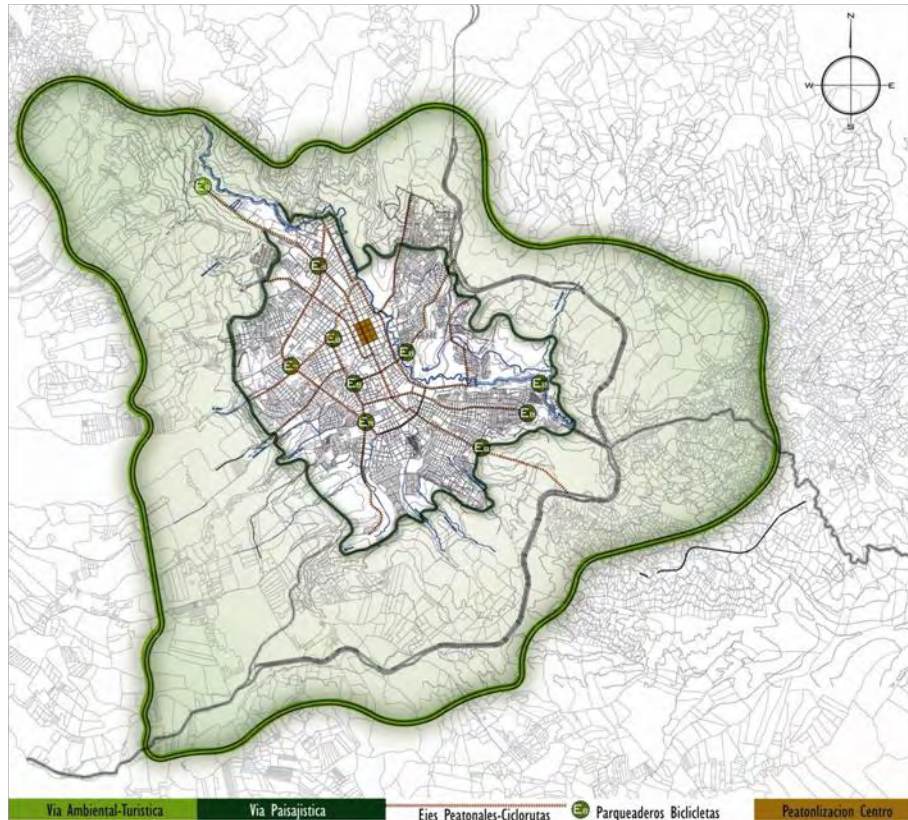 N
W
E
S
Via Ambiental-Turistica
Via Paisajistica
Ejes Peatonales-Ciclorutas
Parqueaderos Biclicletas
Peatonlizacion Centro